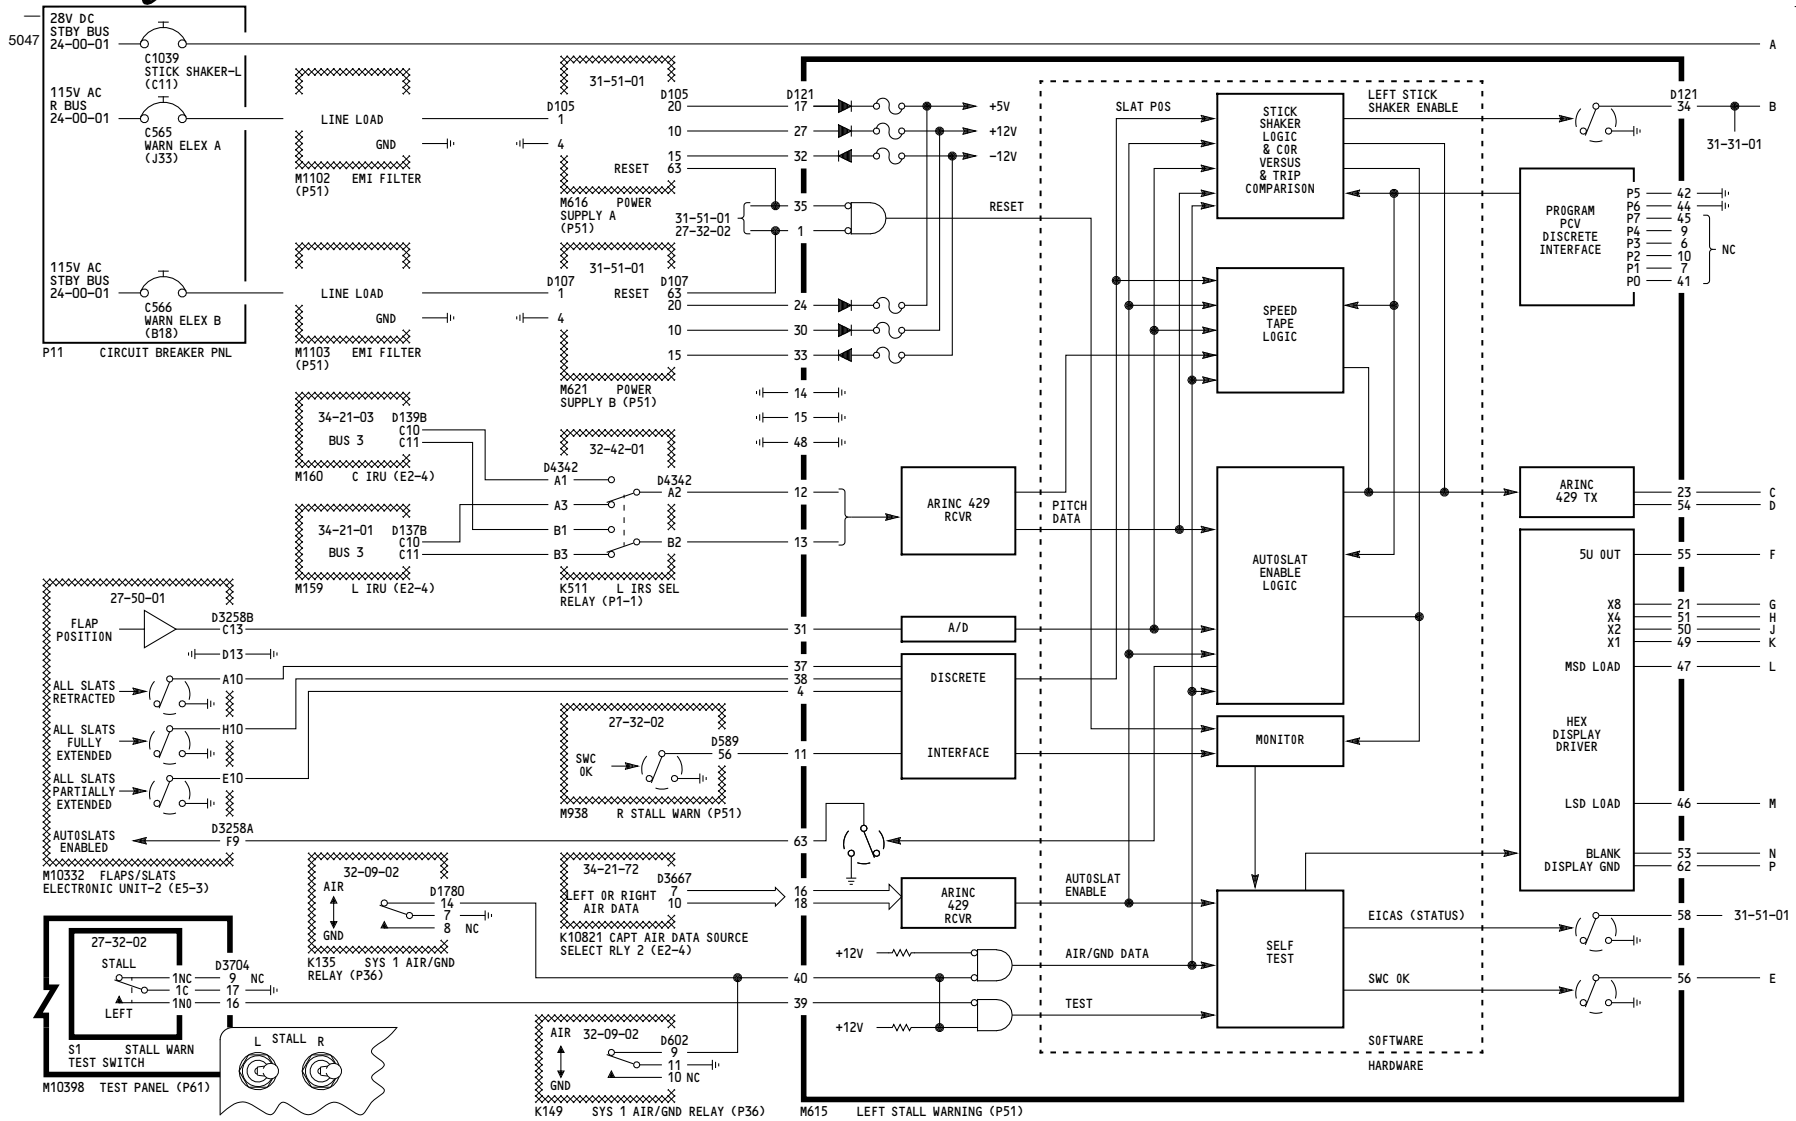 28V DC
STBY BUS
24-00-01
5047
C1039
STICK SHAKER-L
(C11)
115V AC
R BUS
24-00-01
C565
WARN ELEX A
(J33)
115V AC
STBY BUS
24-00-01
C566
WARN ELEX B
(B18)
P11 CIRCUIT BREAKER PNL
LINE LOAD
GND
M1102 EMI FILTER
(P51)
LINE LOAD
GND
M1103 EMI FILTER
(P51)
31-51-01
D105 D105
1 20
10
4 15
RESET 63
M616 POWER
SUPPLY A
(P51)
31-51-01
27-32-02
31-51-01
D107 D107
1 RESET 63
20
4 10
15
M621 POWER
SUPPLY B (P51)
34-21-03 D139B
C10
BUS 3 C11
M160 C IRU (E2-4)
34-21-01 D137B
C10
BUS 3 C11
M159 L IRU (E2-4)
32-42-01
D4342 D4342
A1 A2
A3
B1 B2
B3
K511 L IRS SEL
RELAY (P1-1)
27-50-01
FLAP
POSITION
D3258B
C13
D13
ALL SLATS
RETRACTED
A10
ALL SLATS
FULLY
EXTENDED
H10
ALL SLATS
PARTIALLY
EXTENDED
E10
AUTOSLATS
ENABLED
D3258A
F9
M10332 FLAPS/SLATS
ELECTRONIC UNIT-2 (E5-3)
27-32-02
SWC
OK
D589
56
M938 R STALL WARN (P51)
32-09-02
AIR
GND
D1780
14
7
8 NC
K135 SYS 1 AIR/GND
RELAY (P36)
34-21-72
LEFT OR RIGHT
AIR DATA
D3667
7
10
K10821 CAPT AIR DATA SOURCE
SELECT RLY 2 (E2-4)
27-32-02
STALL
LEFT
D3704
1NC 9 NC
1C 17
1NO 16
S1 STALL WARN
TEST SWITCH
M10398 TEST PANEL (P61)
L STALL R
AIR 32-09-02
GND
D602
9
11
10 NC
K149 SYS 1 AIR/GND RELAY (P36)
D121
17 +5V
27 +12V
32 -12V
35
1
RESET
24
30
33
14
15
48
12
13
31
37
38
4
11
63
16
18
40
39
ARINC 429
RCVR
PITCH
DATA
A/D
DISCRETE
INTERFACE
ARINC
429
RCVR
AUTOSLAT
ENABLE
+12V
AIR/GND DATA
TEST
+12V
SLAT POS
STICK
SHAKER
LOGIC
& COR
VERSUS
& TRIP
COMPARISON
LEFT STICK
SHAKER ENABLE
SPEED
TAPE
LOGIC
AUTOSLAT
ENABLE
LOGIC
MONITOR
SELF
TEST
EICAS (STATUS)
SWC OK
SOFTWARE
HARDWARE
M615 LEFT STALL WARNING (P51)
A
D121
34 B
31-31-01
PROGRAM
PCV
DISCRETE
INTERFACE
P5 42
P6 44
P7 45
P4 9
P3 6
P2 10
P1 7
P0 41
NC
ARINC
429 TX
23 C
54 D
HEX
DISPLAY
DRIVER
5U OUT 55 F
X8 21 G
X4 51 H
X2 50 J
X1 49 K
MSD LOAD 47 L
LSD LOAD 46 M
BLANK 53 N
DISPLAY GND 62 P
58 31-51-01
56 E